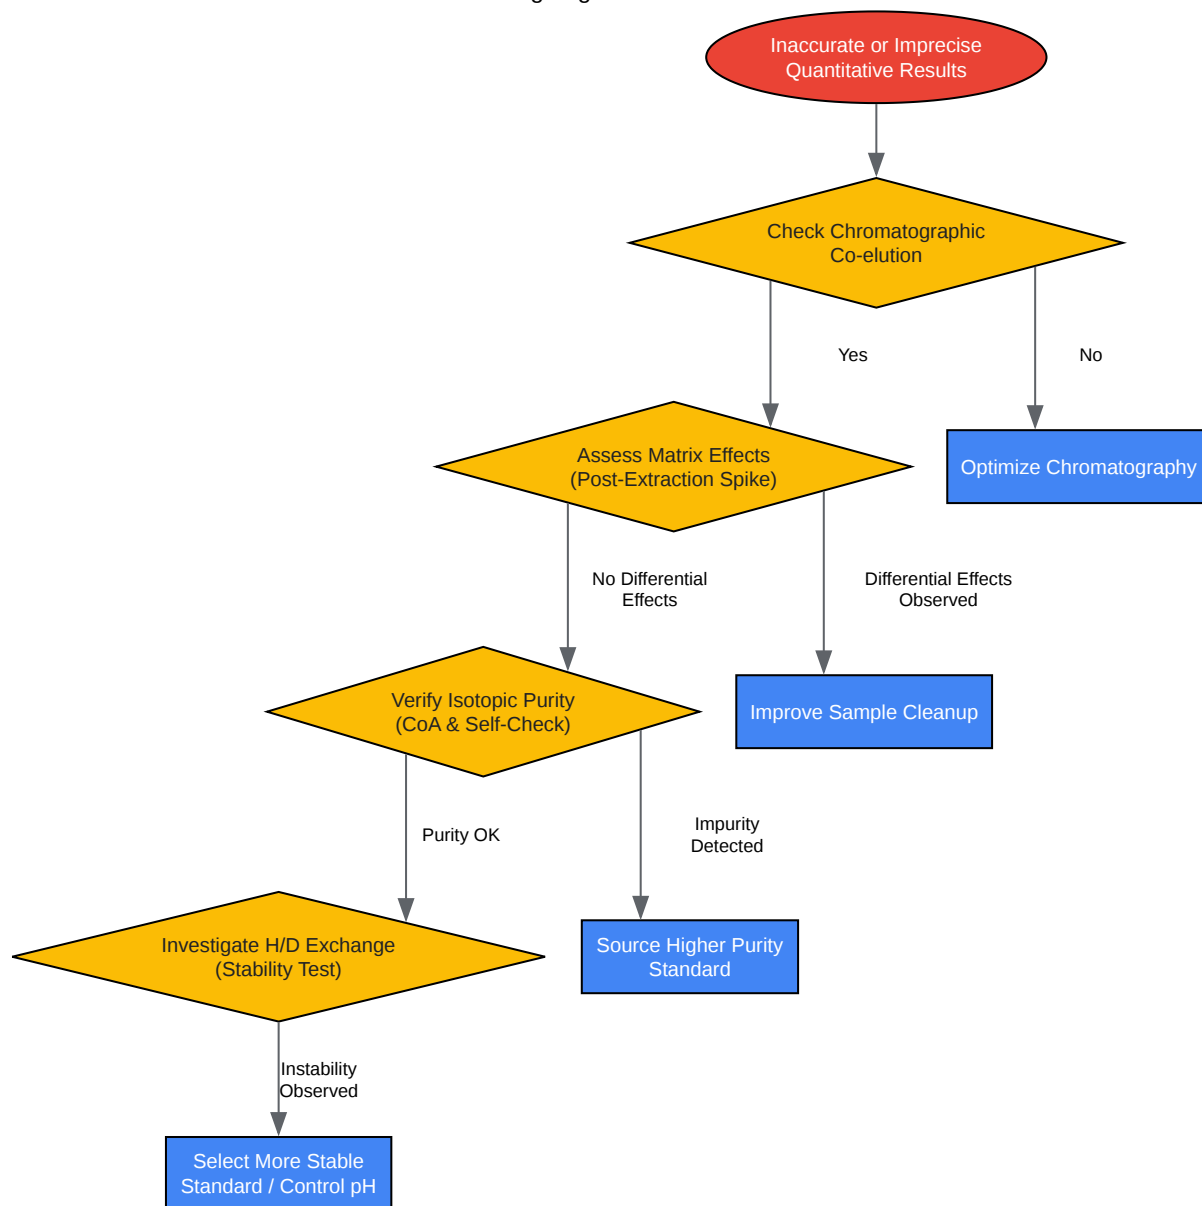 Inaccurate or Imprecise
Quantitative Results
Check Chromatographic
Co-elution
Yes
No
Assess Matrix Effects
(Post-Extraction Spike)
Optimize Chromatography
No Differential
Effects
Differential Effects
Observed
Verify Isotopic Purity
(CoA & Self-Check)
Improve Sample Cleanup
Purity OK
Impurity
Detected
Investigate H/D Exchange
(Stability Test)
Source Higher Purity
Standard
Instability
Observed
Select More Stable
Standard / Control pH